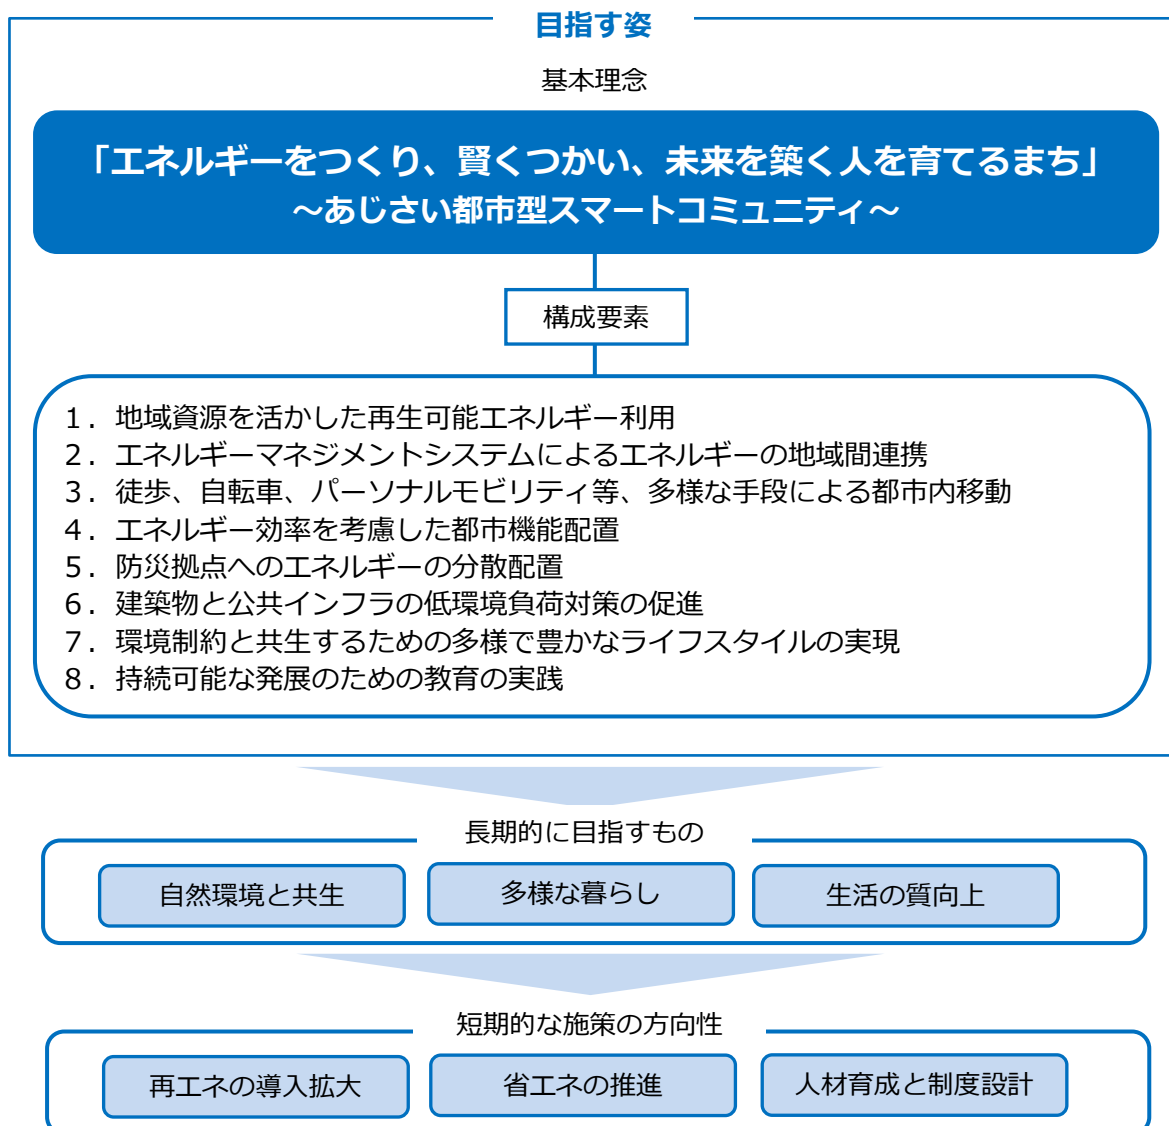 目指す姿
基本理念
「エネルギーをつくり、賢くつかい、未来を築く人を育てるまち」
～あじさい都市型スマートコミュニティ～
構成要素
1．地域資源を活かした再生可能エネルギー利用
2．エネルギーマネジメントシステムによるエネルギーの地域間連携
3．徒歩、自転車、パーソナルモビリティ等、多様な手段による都市内移動
4．エネルギー効率を考慮した都市機能配置
5．防災拠点へのエネルギーの分散配置
6．建築物と公共インフラの低環境負荷対策の促進
7．環境制約と共生するための多様で豊かなライフスタイルの実現
8．持続可能な発展のための教育の実践
長期的に目指すもの
自然環境と共生
多様な暮らし
生活の質向上
短期的な施策の方向性
再エネの導入拡大
省エネの推進
人材育成と制度設計